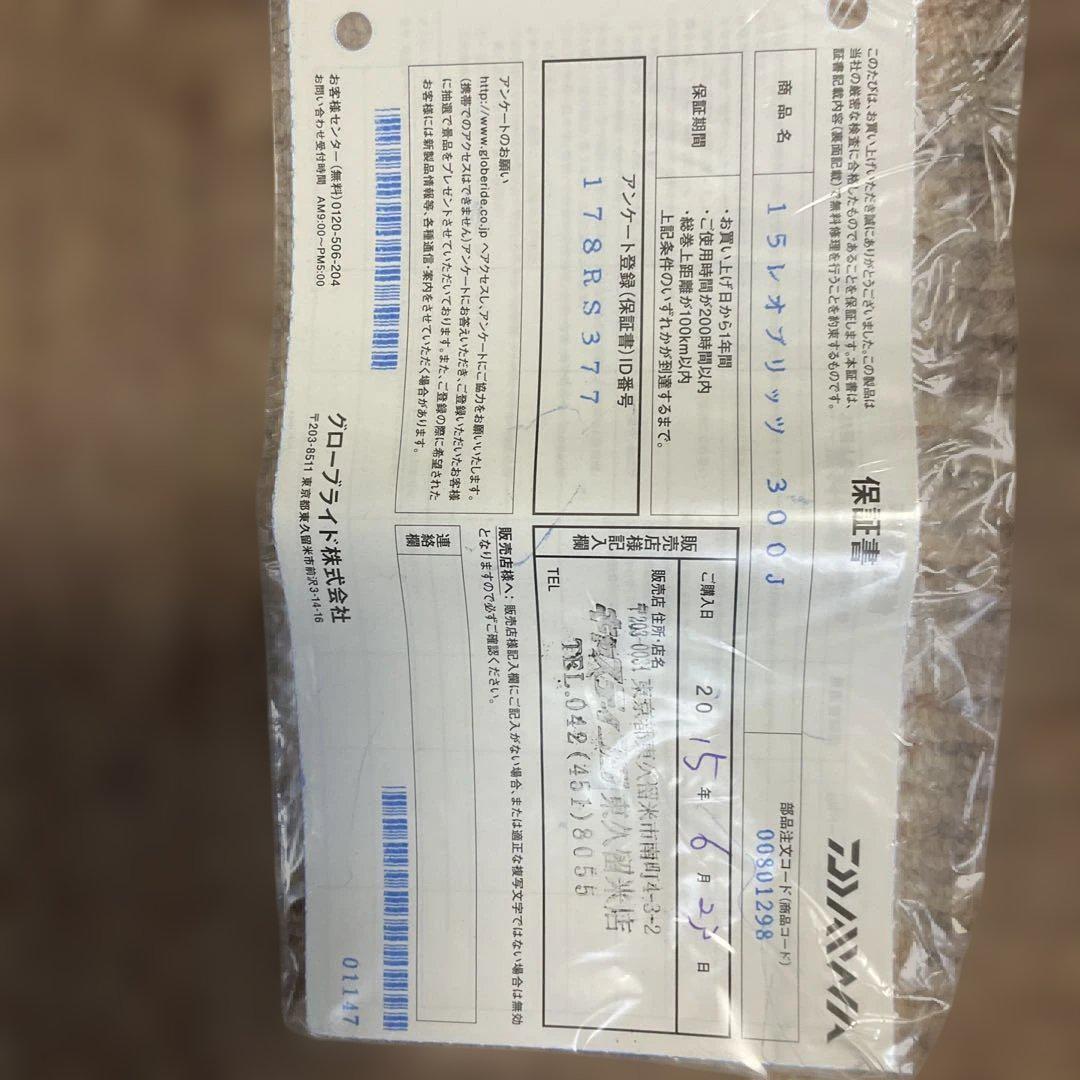 保証書
DAIWA
このたびは、お買い上げいただき誠にありがとうございました。この製品は
当社の厳密な検査に合格したものであることを保証します。本証書は、
証書記載内容(裏面記載)で無料修理を行うことを約束するものです。
部品注文コード(商品コード)
00801298
商品名
15レオブリッツ 300J
保証期間
・お買い上げ日から1年間
・ご使用時間が200時間以内
・総巻上距離が100km以内
上記条件のいずれかが到達するまで。
アンケート登録(保証書)ID番号
178RS377
販売店様記入欄
ご購入日
2015年 6月 23日
販売店 住所・店名
〒203-0031 東京都東久留米市南町4-3-2
東久留米店
TEL.042(451)8055
TEL
アンケートのお願い
http://www.globeride.co.jp へアクセスし、アンケートにご協力をお願いいたします。
(携帯でのアクセスはできません)アンケートにお答えいただき、ご登録いただいたお客様
に抽選で景品をプレゼントさせていただいております。また、ご登録の際に希望された
お客様には新製品情報等、各種通信・案内をさせていただく場合があります。
販売店様へ：販売店様記入欄にご記入がない場合、または適正な複写文字ではない場合は無効
となりますので必ずご確認ください。
連絡欄
お客様センター(無料)0120-506-204
お問い合わせ受付時間 AM9:00～PM5:00
グローブライド株式会社
〒203-8511 東京都東久留米市前沢3-14-16
01147